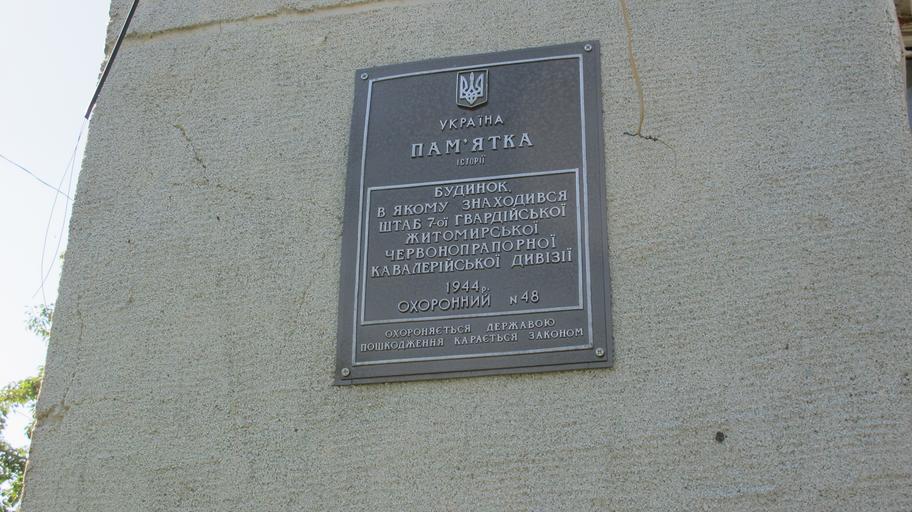 УКРАЇНА
ПАМ'ЯТКА
ІСТОРІЇ
БУДИНОК,
В ЯКОМУ ЗНАХОДИВСЯ
ШТАБ 7-ої ГВАРДІЙСЬКОЇ
ЖИТОМИРСЬКОЇ
ЧЕРВОНОПРАПОРНОЇ
КАВАЛЕРІЙСЬКОЇ ДИВІЗІЇ
1944р.
ОХОРОННИЙ N48
ОХОРОНЯЄТЬСЯ ДЕРЖАВОЮ
ПОШКОДЖЕННЯ КАРАЄТЬСЯ ЗАКОНОМ